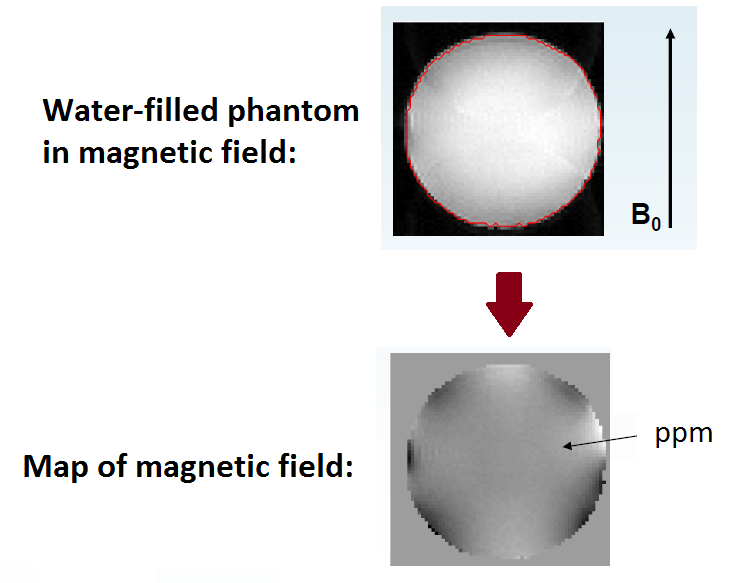 Water-filled phantom
in magnetic field:
B0
ppm
Map of magnetic field: